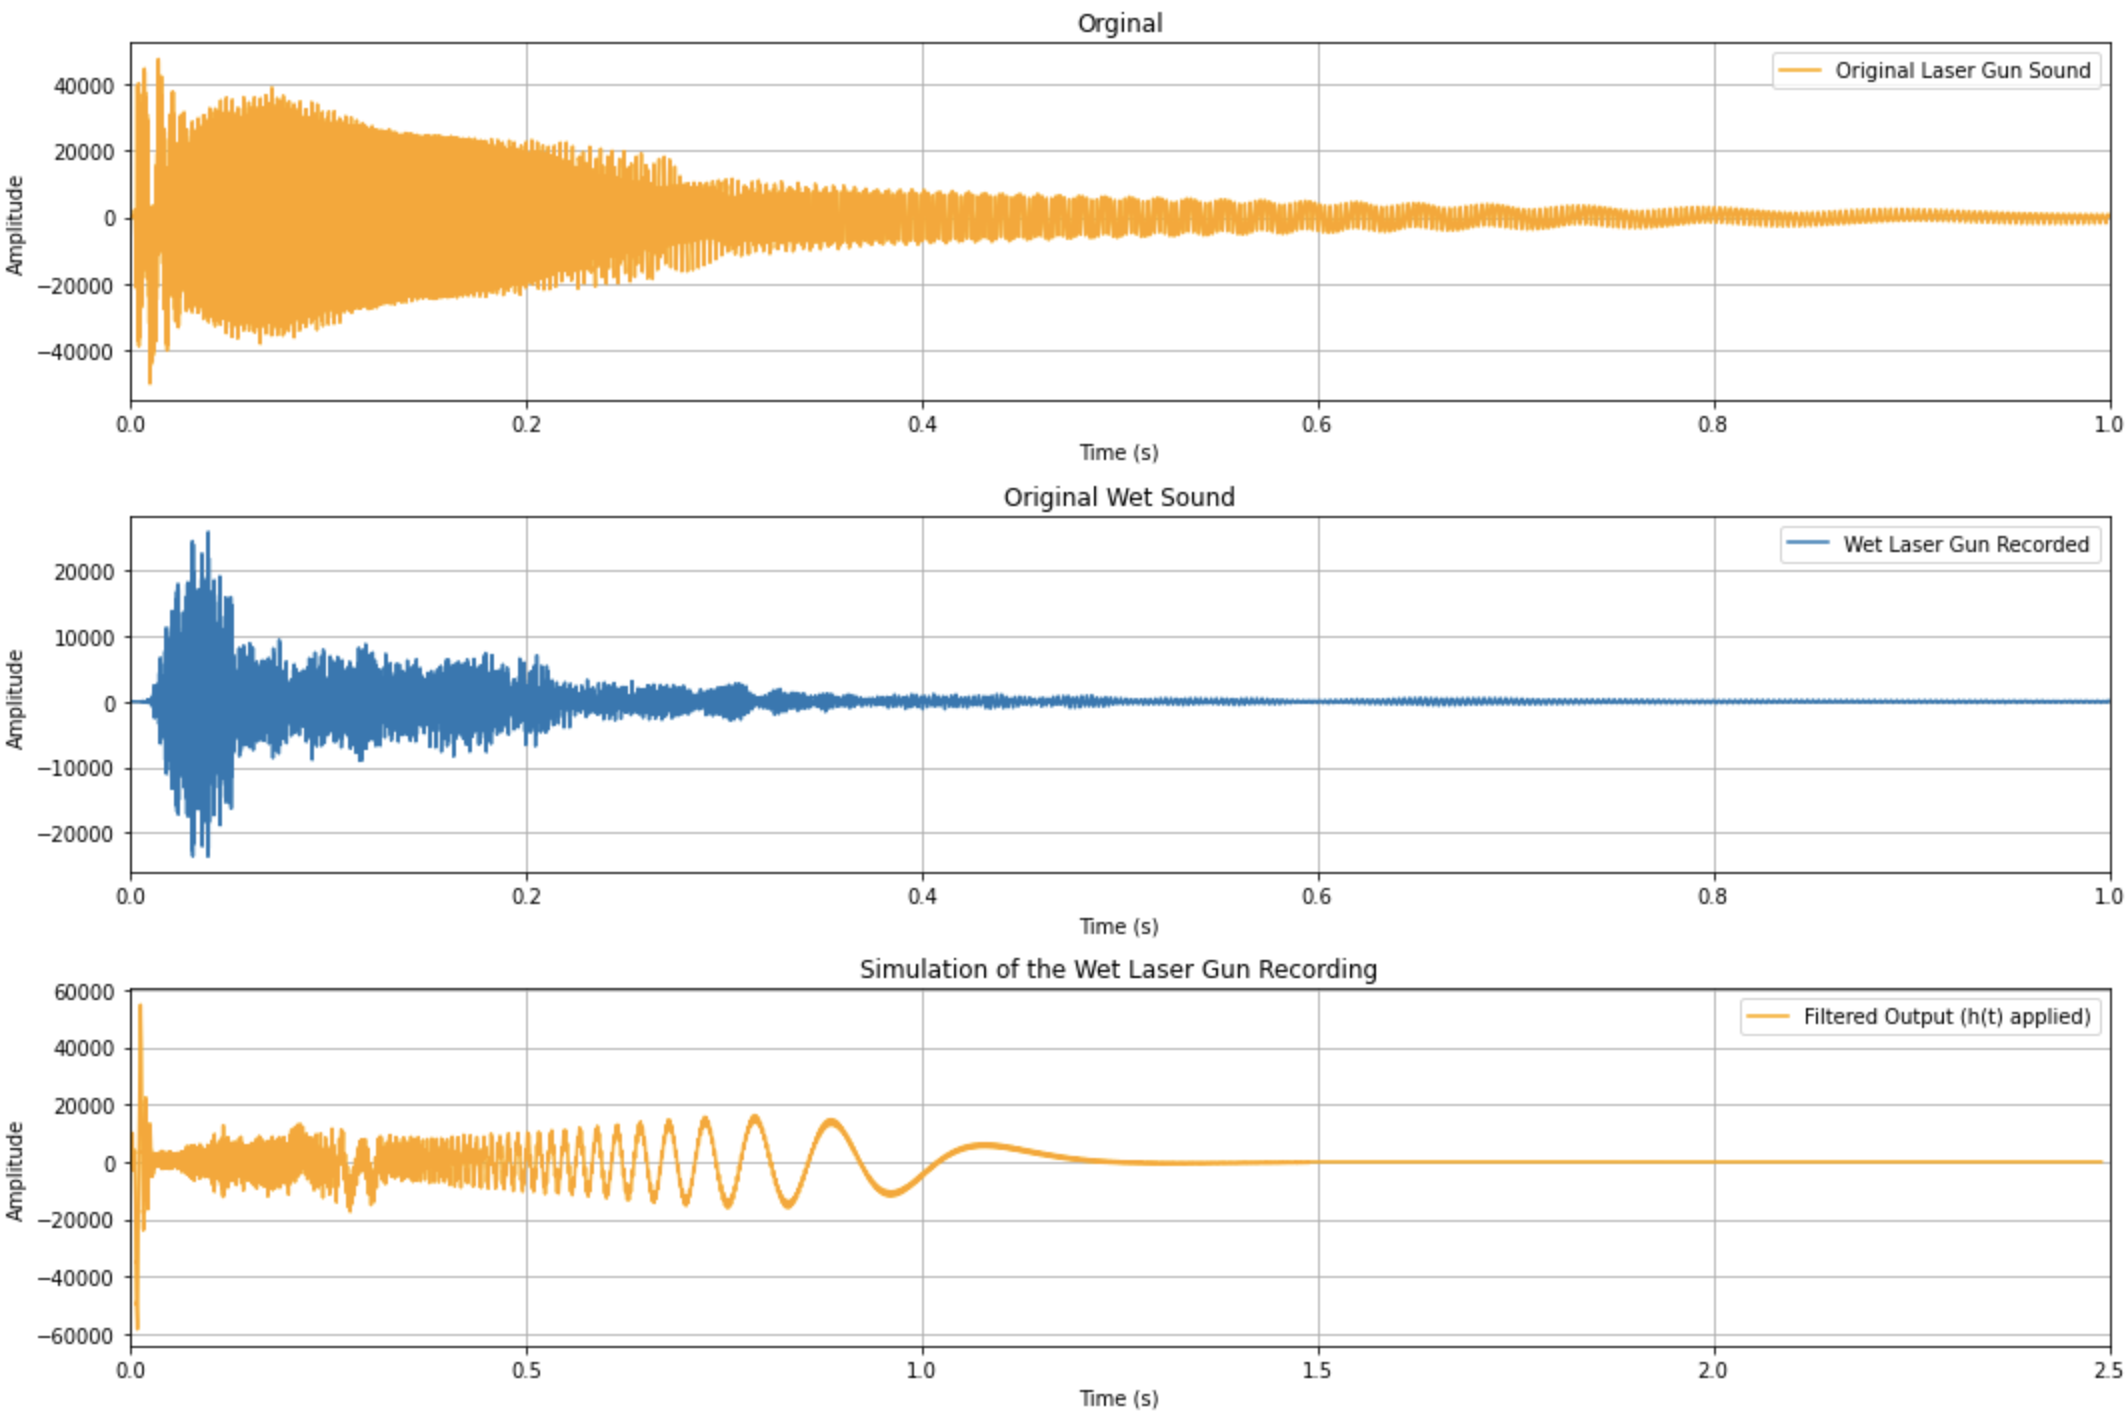 Orginal
Original Laser Gun Sound
40000
20000
0
−20000
−40000
Amplitude
0.0 0.2 0.4 0.6 0.8 1.0
Time (s)
Original Wet Sound
Wet Laser Gun Recorded
20000
10000
0
−10000
−20000
Amplitude
0.0 0.2 0.4 0.6 0.8 1.0
Time (s)
Simulation of the Wet Laser Gun Recording
Filtered Output (h(t) applied)
60000
40000
20000
0
−20000
−40000
−60000
Amplitude
0.0 0.5 1.0 1.5 2.0 2.5
Time (s)